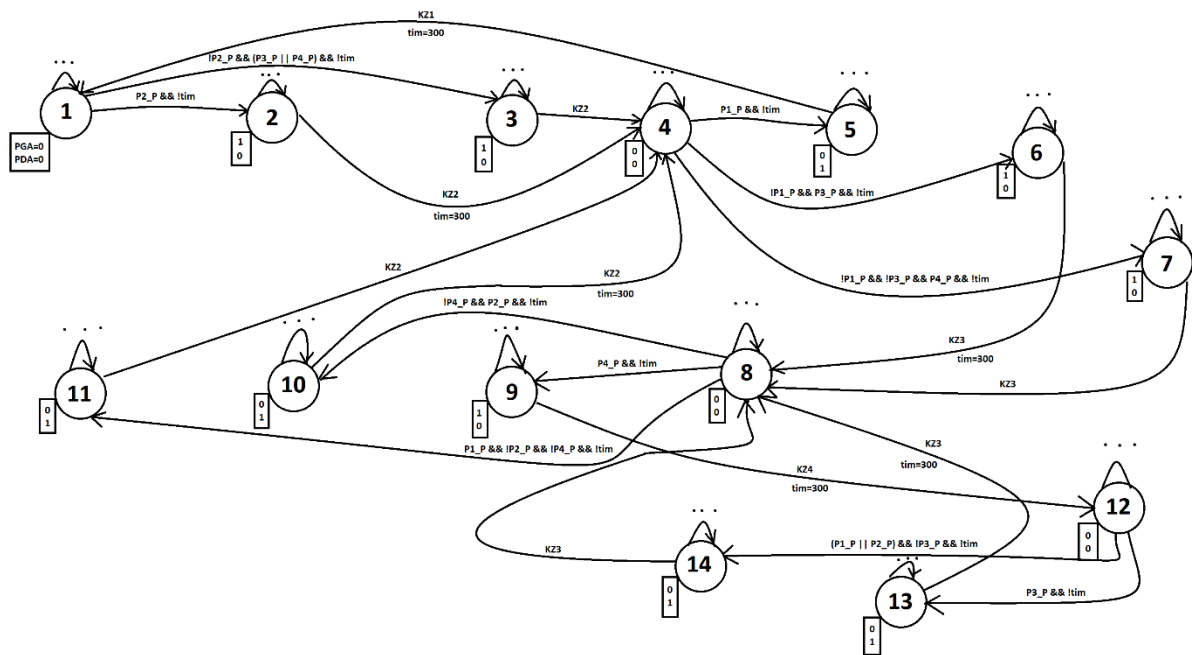 KZ1
tim=300
. . .
!P2_P && (P3_P || P4_P) && !tim
. . .
. . .
. . .
. . .
. . .
1
P2_P && !tim
2
3
KZ2
4
P1_P && !tim
5
6
PGA=0
PDA=0
1
0
1
0
0
0
0
1
1
0
KZ2
tim=300
!P1_P && P3_P && !tim
. . .
7
1
0
KZ2
KZ2
tim=300
!P1_P && !P3_P && P4_P && !tim
!P4_P && P2_P && !tim
. . .
. . .
. . .
. . .
KZ3
tim=300
P4_P && !tim
11
10
9
8
KZ3
0
1
0
1
1
0
0
0
P1_P && !P2_P && !P4_P && !tim
KZ3
tim=300
KZ4
tim=300
. . .
12
0
0
. . .
(P1_P || P2_P) && !P3_P && !tim
KZ3
14
. . .
13
P3_P && !tim
0
1
0
1